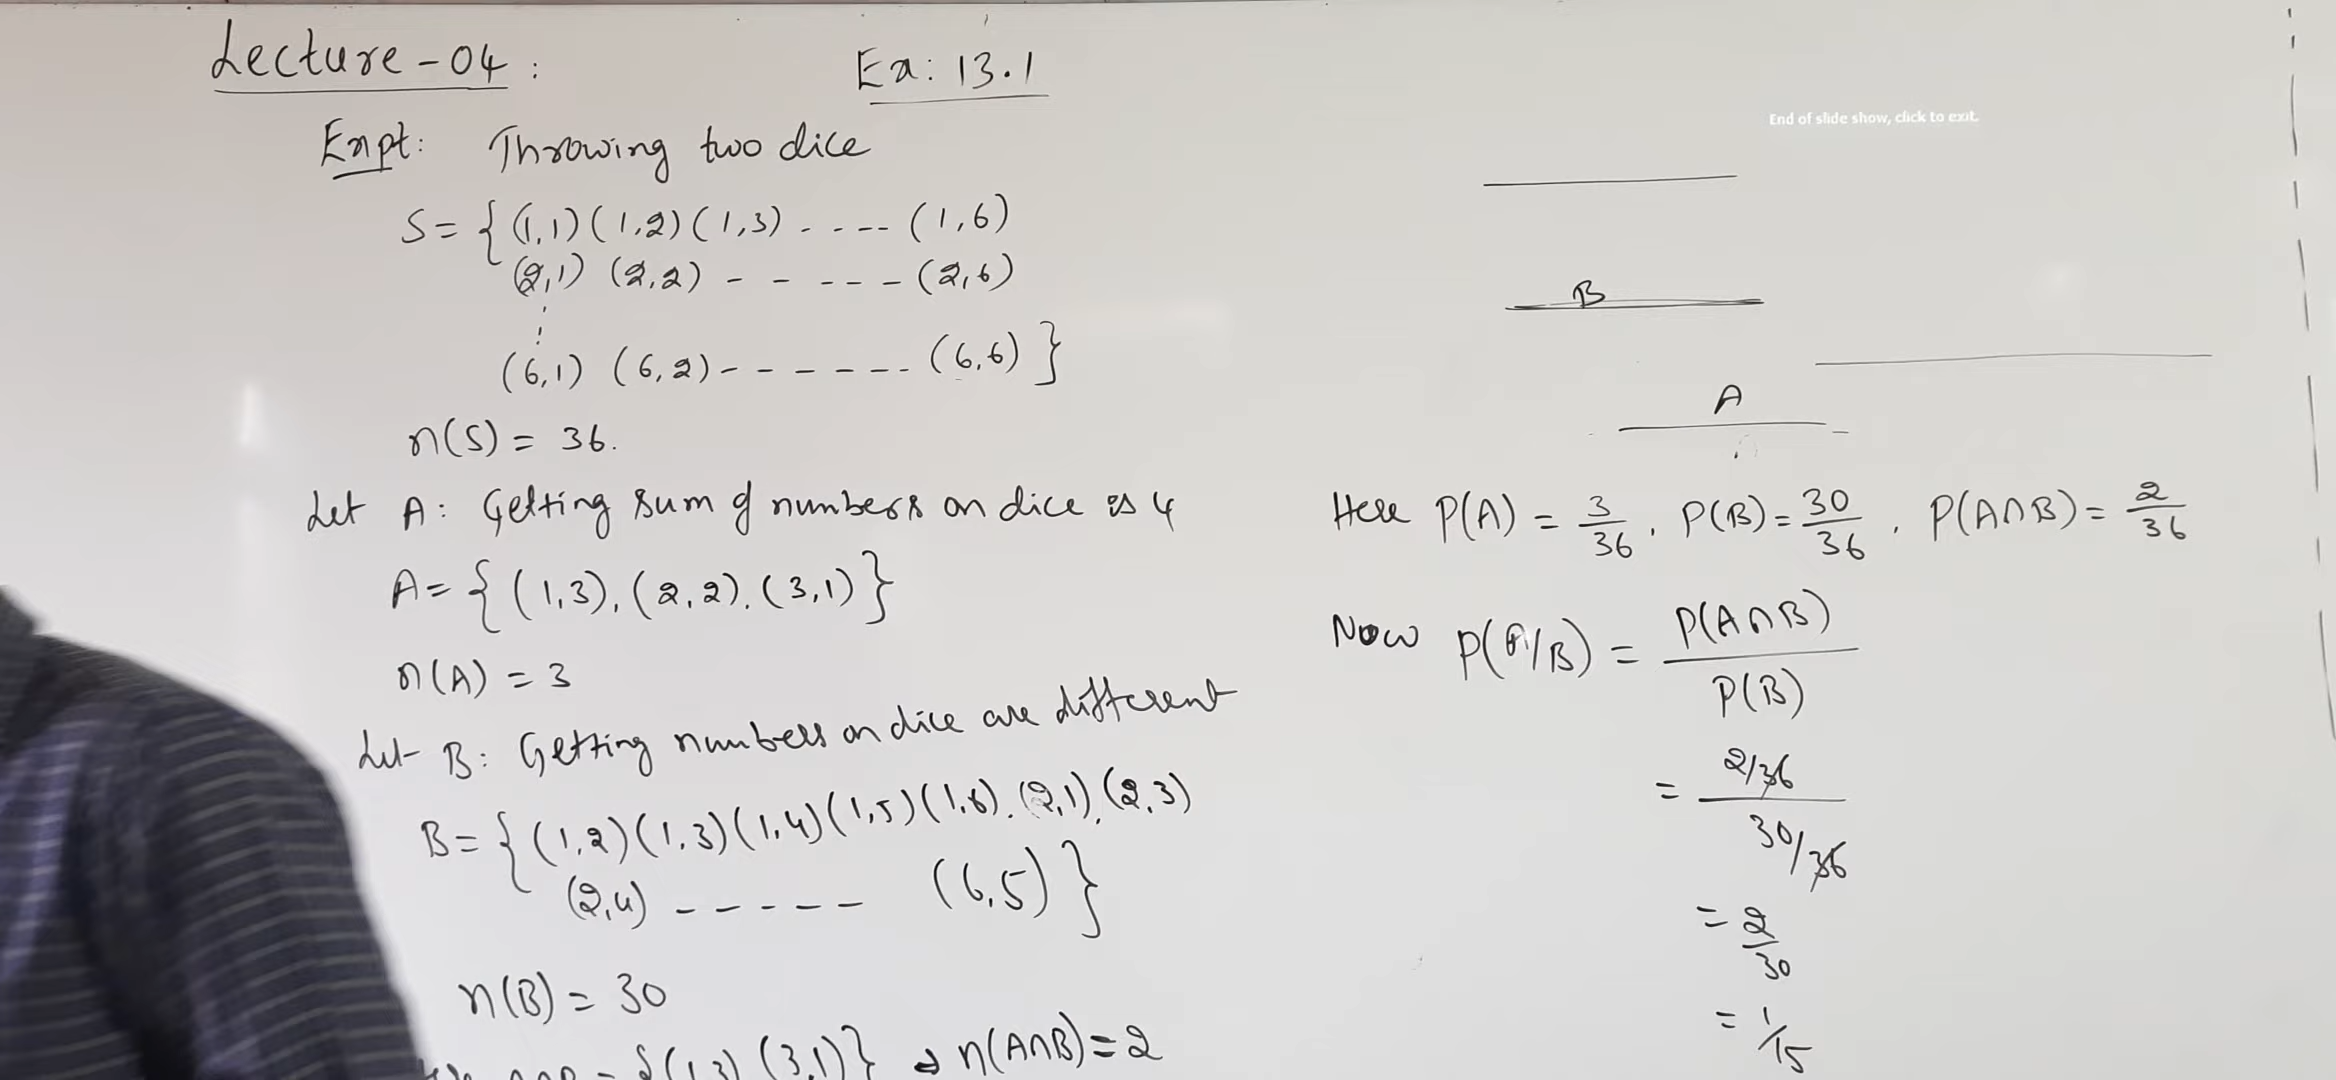 Lecture-04 :
Ex: 13.1
Expt: Throwing two dice
S = { (1,1) (1,2) (1,3) - - - - - (1,6)
(2,1) (2,2) - - - - - (2,6)
(6,1) (6,2) - - - - - - - (6,6) }
n(S) = 36.
Let A: Getting sum of numbers on dice is 4
A = { (1,3), (2,2), (3,1) }
n(A) = 3
Let B: Getting numbers on dice are different
B = { (1,2) (1,3) (1,4) (1,5) (1,6), (2,1), (2,3)
(2,4) - - - - - (6,5) }
n(B) = 30
= { (1,3) (3,1) } ⇒ n(A∩B) = 2
End of slide show, click to exit.
B
A
Here P(A) = 3/36, P(B) = 30/36, P(A∩B) = 2/36
Now P(A/B) = P(A∩B) / P(B)
= 2/36 / 30/36
= 2/30
= 1/15